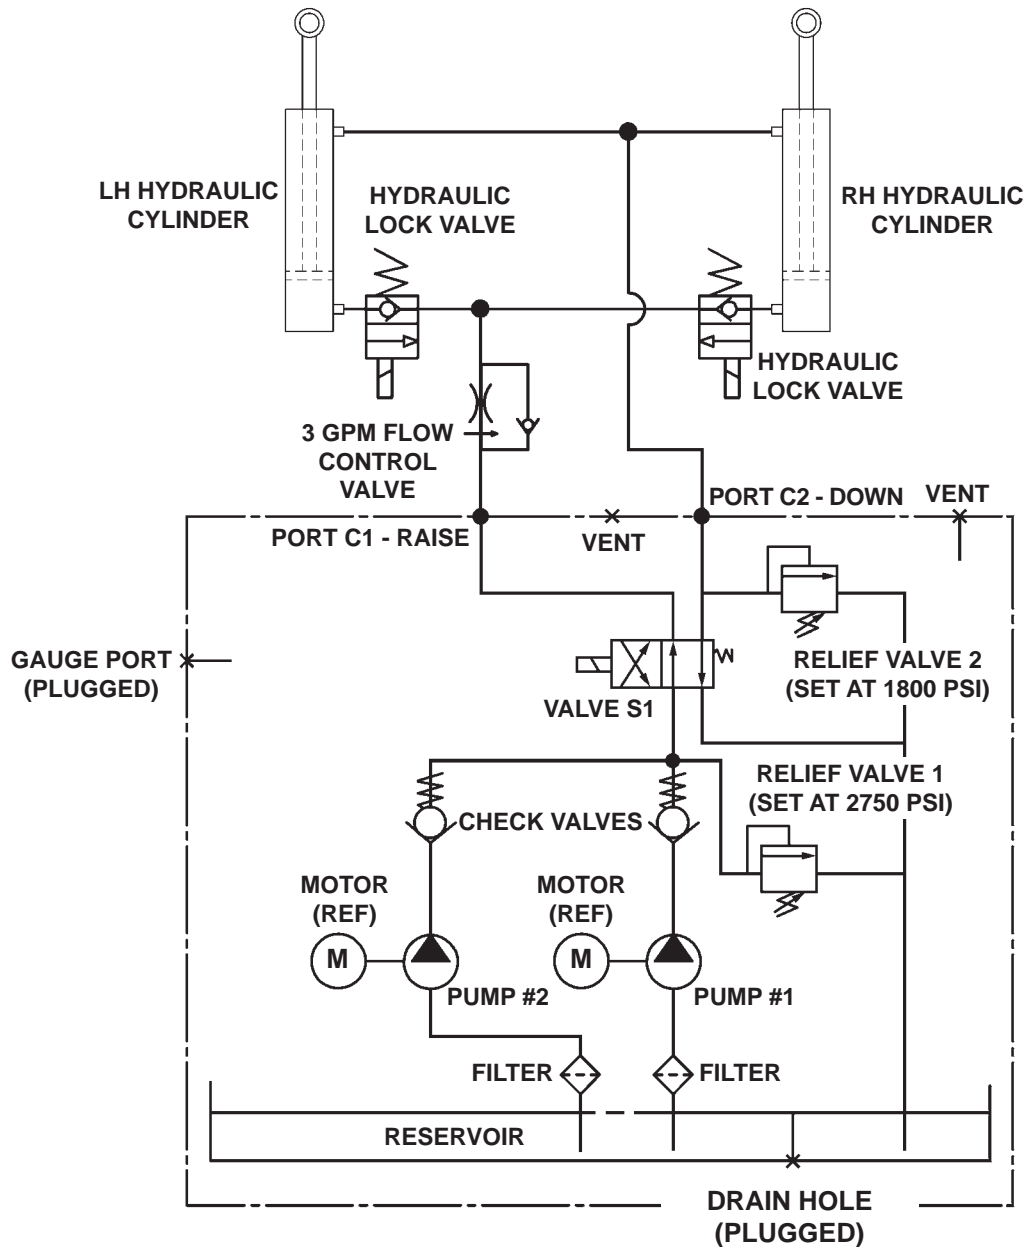 LH HYDRAULIC
CYLINDER
HYDRAULIC
LOCK VALVE
RH HYDRAULIC
CYLINDER
HYDRAULIC
LOCK VALVE
3 GPM FLOW
CONTROL
VALVE
PORT C1 - RAISE
VENT
PORT C2 - DOWN
VENT
GAUGE PORT
(PLUGGED)
RELIEF VALVE 2
(SET AT 1800 PSI)
VALVE S1
RELIEF VALVE 1
(SET AT 2750 PSI)
CHECK VALVES
MOTOR
(REF)
M
PUMP #2
MOTOR
(REF)
M
PUMP #1
FILTER
FILTER
RESERVOIR
DRAIN HOLE
(PLUGGED)